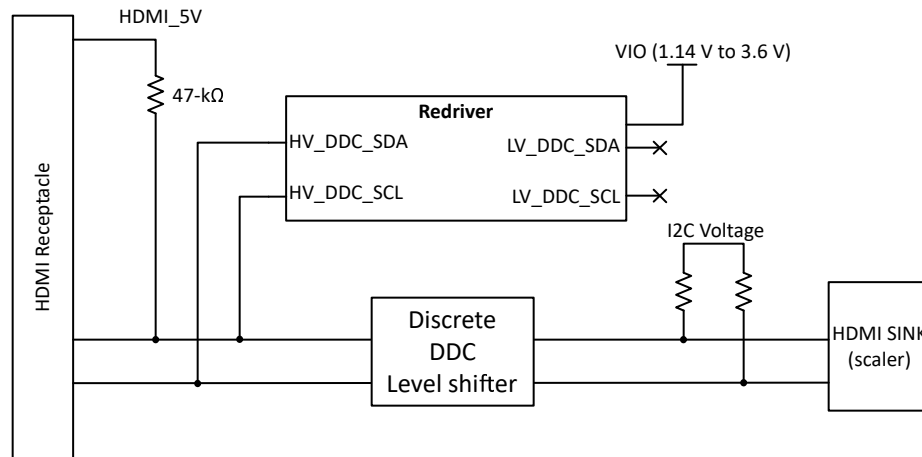 HDMI_5V
VIO (1.14 V to 3.6 V)
47-kΩ
Redriver
HV_DDC_SDA
LV_DDC_SDA
HV_DDC_SCL
LV_DDC_SCL
HDMI Receptacle
I2C Voltage
Discrete
DDC
Level shifter
HDMI SINK
(scaler)